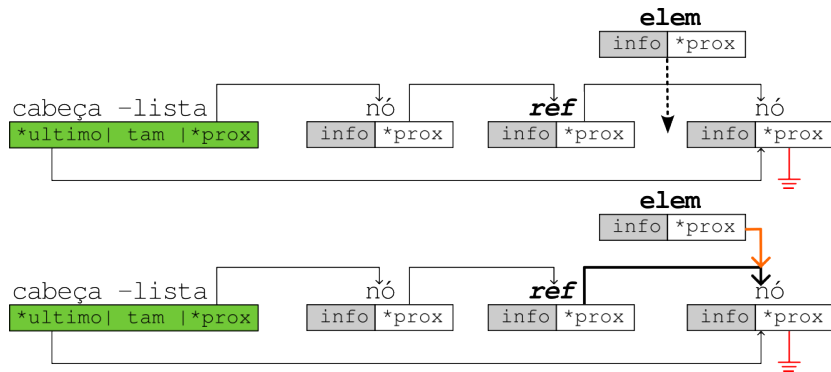 elem
info *prox
cabeça –lista nó ref nó
*ultimo| tam |*prox info *prox info *prox info *prox
elem
info *prox
cabeça –lista nó ref nó
*ultimo| tam |*prox info *prox info *prox info *prox